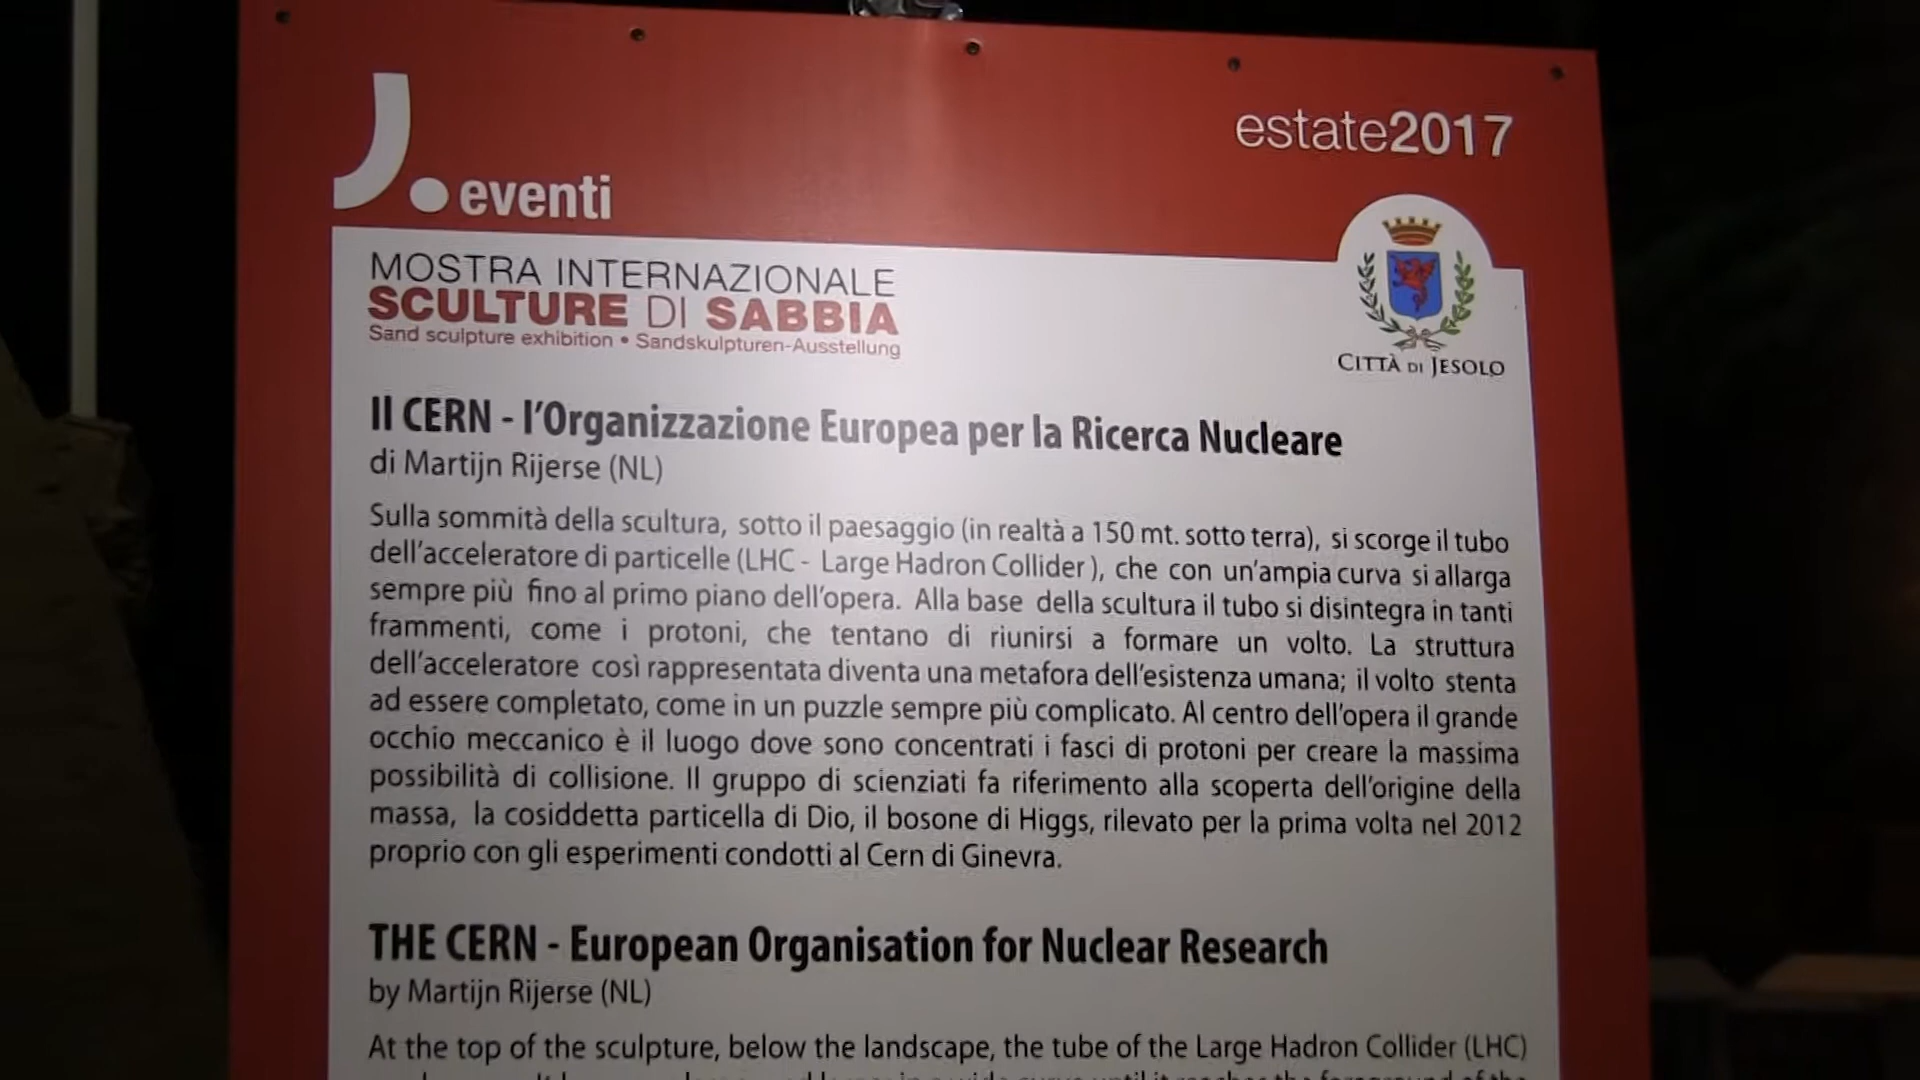 J.eventi
estate2017
MOSTRA INTERNAZIONALE
SCULTURE DI SABBIA
Sand sculpture exhibition • Sandskulpturen-Ausstellung
CITTÀ DI JESOLO
Il CERN - l'Organizzazione Europea per la Ricerca Nucleare
di Martijn Rijerse (NL)
Sulla sommità della scultura, sotto il paesaggio (in realtà a 150 mt. sotto terra), si scorge il tubo
dell'acceleratore di particelle (LHC - Large Hadron Collider), che con un'ampia curva si allarga
sempre più fino al primo piano dell'opera. Alla base della scultura il tubo si disintegra in tanti
frammenti, come i protoni, che tentano di riunirsi a formare un volto. La struttura
dell'acceleratore così rappresentata diventa una metafora dell'esistenza umana; il volto stenta
ad essere completato, come in un puzzle sempre più complicato. Al centro dell'opera il grande
occhio meccanico è il luogo dove sono concentrati i fasci di protoni per creare la massima
possibilità di collisione. Il gruppo di scienziati fa riferimento alla scoperta dell'origine della
massa, la cosiddetta particella di Dio, il bosone di Higgs, rilevato per la prima volta nel 2012
proprio con gli esperimenti condotti al Cern di Ginevra.
THE CERN - European Organisation for Nuclear Research
by Martijn Rijerse (NL)
At the top of the sculpture, below the landscape, the tube of the Large Hadron Collider (LHC)